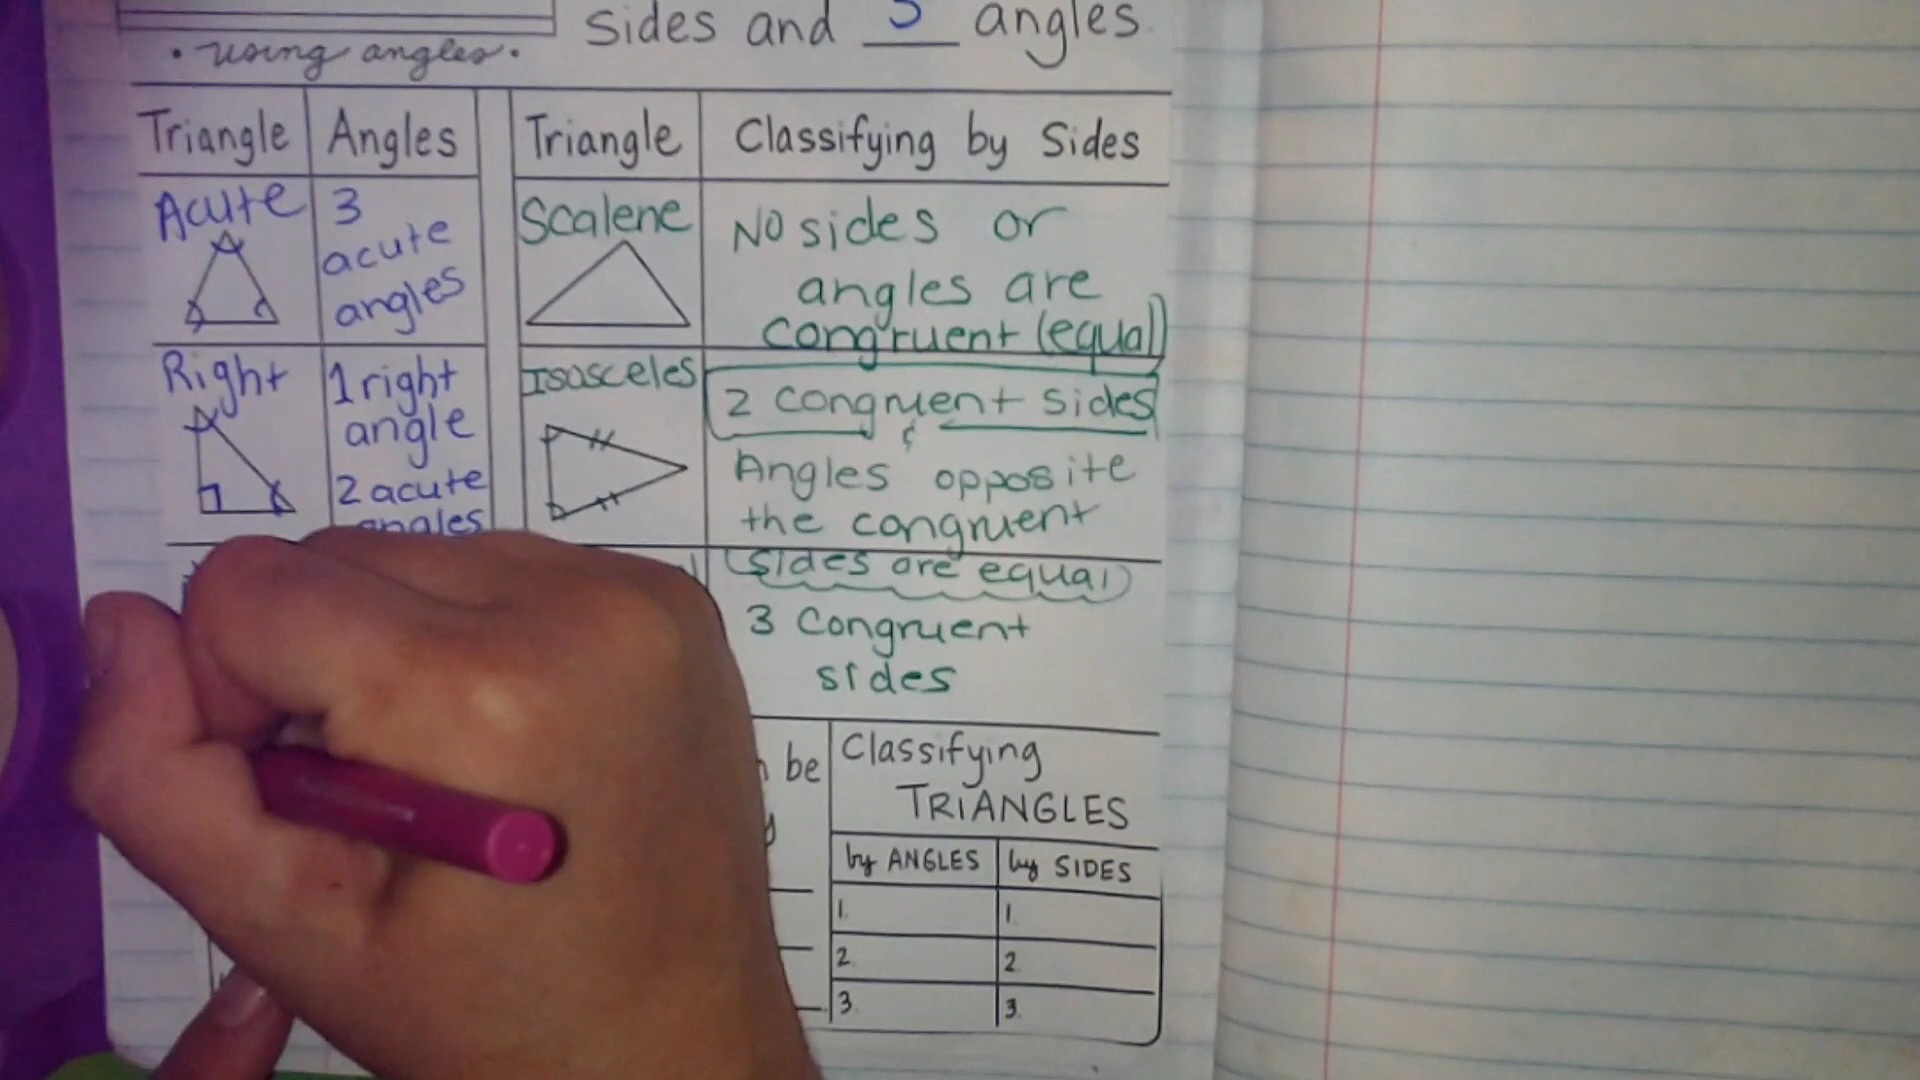 sides and 3 angles.
• using angles •
Triangle
Angles
Acute
3
acute
angles
Right
1 right
angle
2 acute
angles
Triangle
Classifying by Sides
Scalene
No sides or
angles are
congruent (equal)
Isosceles
2 congruent sides
&
Angles opposite
the congruent
sides are equal
3 Congruent
sides
be
Classifying
TRIANGLES
by ANGLES
by SIDES
1.
1.
2.
2.
3.
3.